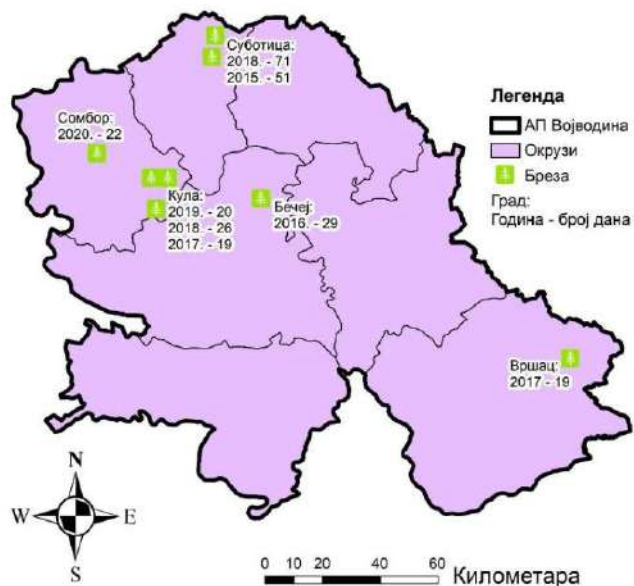 Суботица:
2018. - 71
2015. - 51
Сомбор:
2020. - 22
Кула:
2019. - 20
2018. - 26
2017. - 19
Бечеј:
2016. - 29
Вршац:
2017 - 19
Легенда
АП Војводина
Окрузи
Бреза
Град:
Година - број дана
N
W
E
S
0 10 20 40 60
Километара